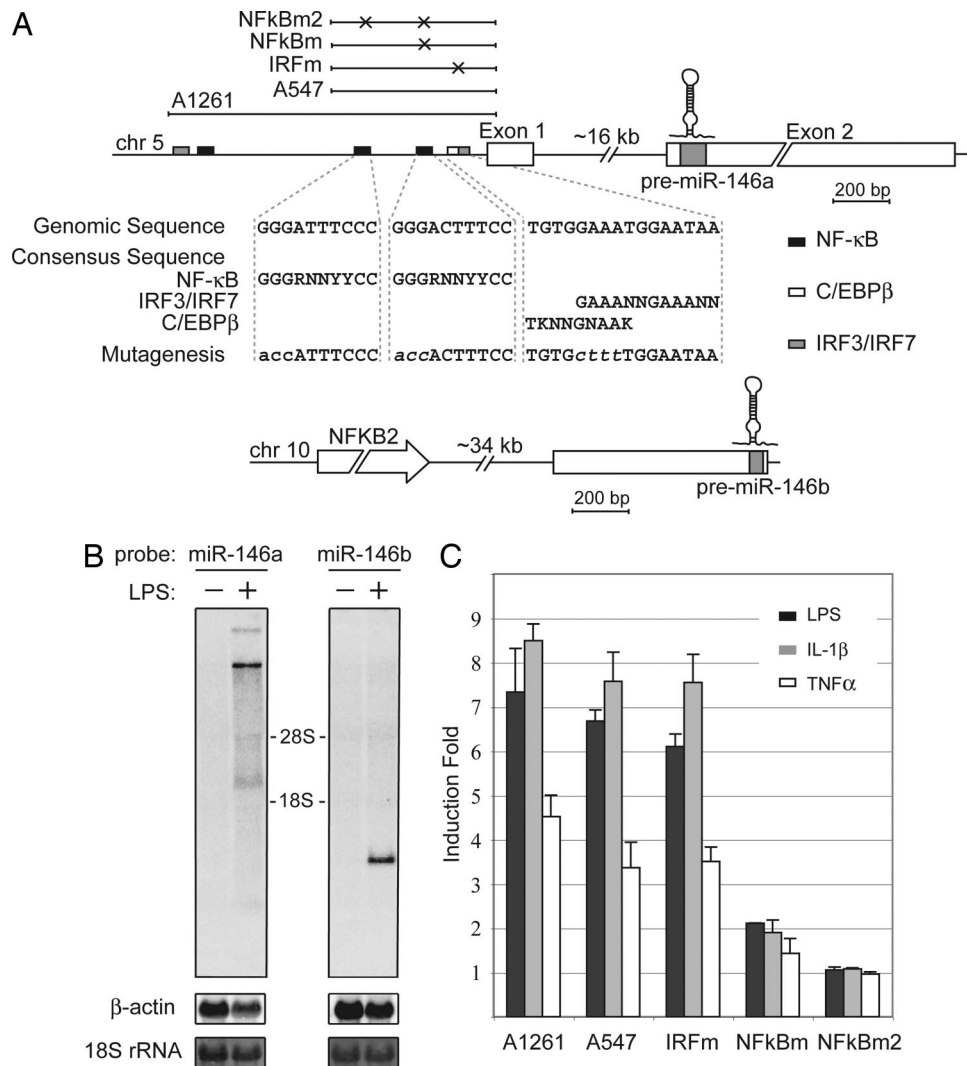 A
NFkBm2
NFkBm
IRFm
A547
A1261
chr 5
Exon 1
~16 kb
Exon 2
pre-miR-146a
200 bp
Genomic Sequence GGGATTTCCC GGGACTTTCC TGTGGAAATGGAATAA
Consensus Sequence
NF-κB GGGRNNYYCC GGGRNNYYCC
IRF3/IRF7 GAAANNGAAANN
C/EBPβ TKNNGNAAK
Mutagenesis accATTTCCC accACTTTCC TGTGcttttTGGAATAA
NF-κB
C/EBPβ
IRF3/IRF7
chr 10
NFKB2
~34 kb
pre-miR-146b
200 bp
B
probe: miR-146a miR-146b
LPS: − + − +
-28S -
-18S -
β-actin
18S rRNA
C
Induction Fold
9
8
7
6
5
4
3
2
1
LPS
IL-1β
TNFα
A1261 A547 IRFm NFkBm NFkBm2